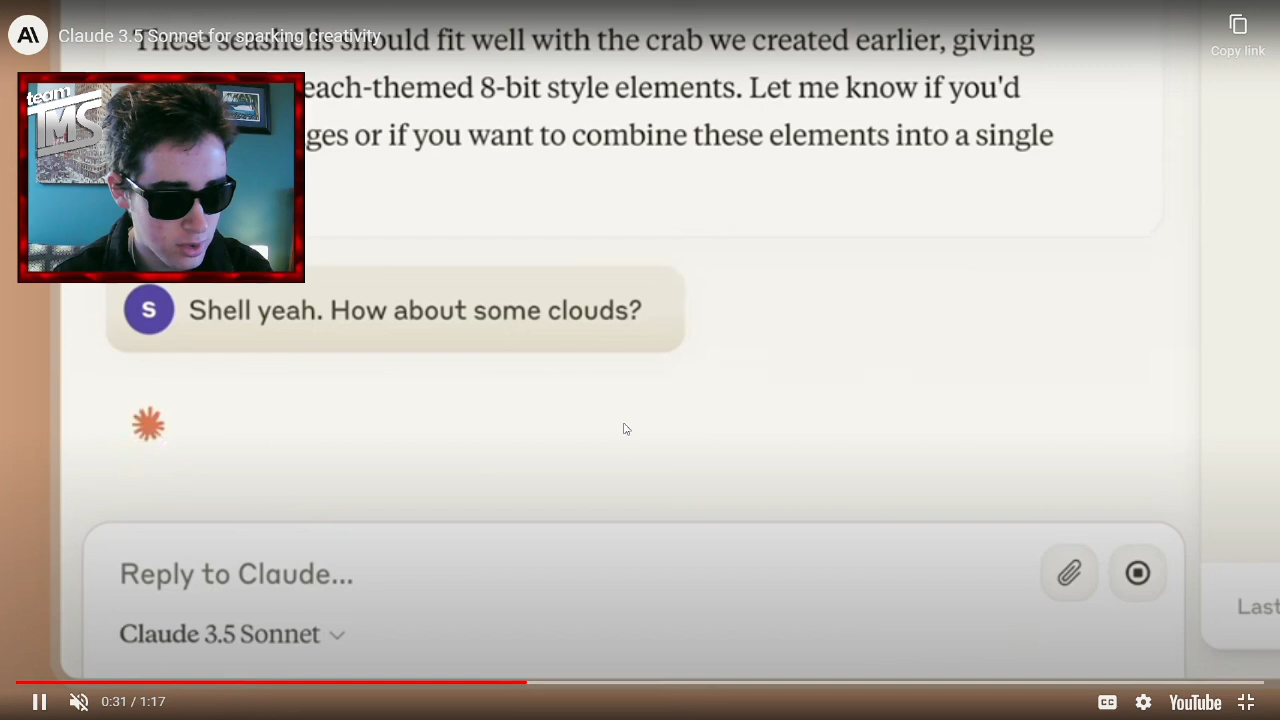 Claude 3.5 Sonnet for sparking creativity
Copy link
These seashells should fit well with the crab we created earlier, giving
each-themed 8-bit style elements. Let me know if you'd
ges or if you want to combine these elements into a single
team
TMS
S
Shell yeah. How about some clouds?
Reply to Claude...
Claude 3.5 Sonnet
Last
0:31 / 1:17
CC
YouTube